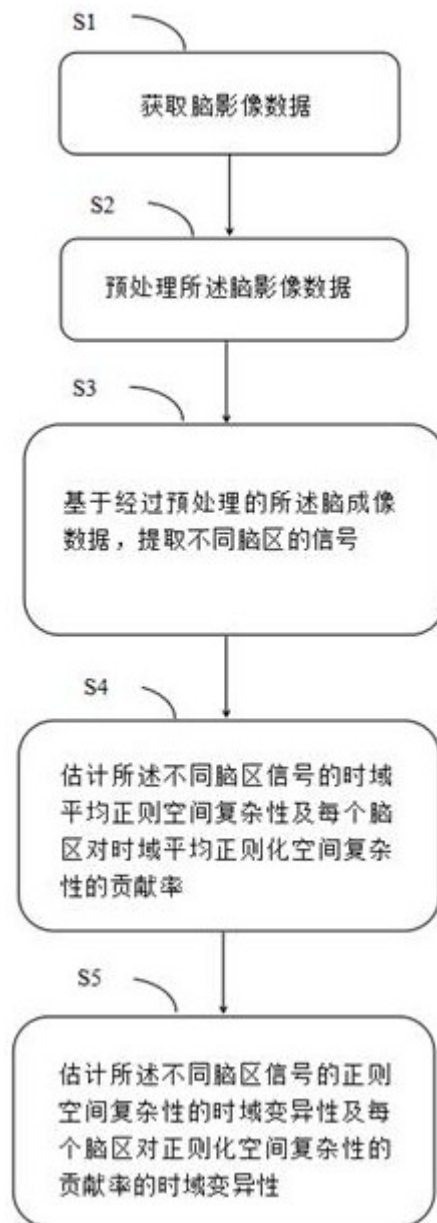 S1
获取脑影像数据
S2
预处理所述脑影像数据
S3
基于经过预处理的所述脑成像
数据，提取不同脑区的信号
S4
估计所述不同脑区信号的时域
平均正则空间复杂性及每个脑
区对时域平均正则化空间复杂
性的贡献率
S5
估计所述不同脑区信号的正则
空间复杂性的时域变异性及每
个脑区对正则化空间复杂性的
贡献率的时域变异性